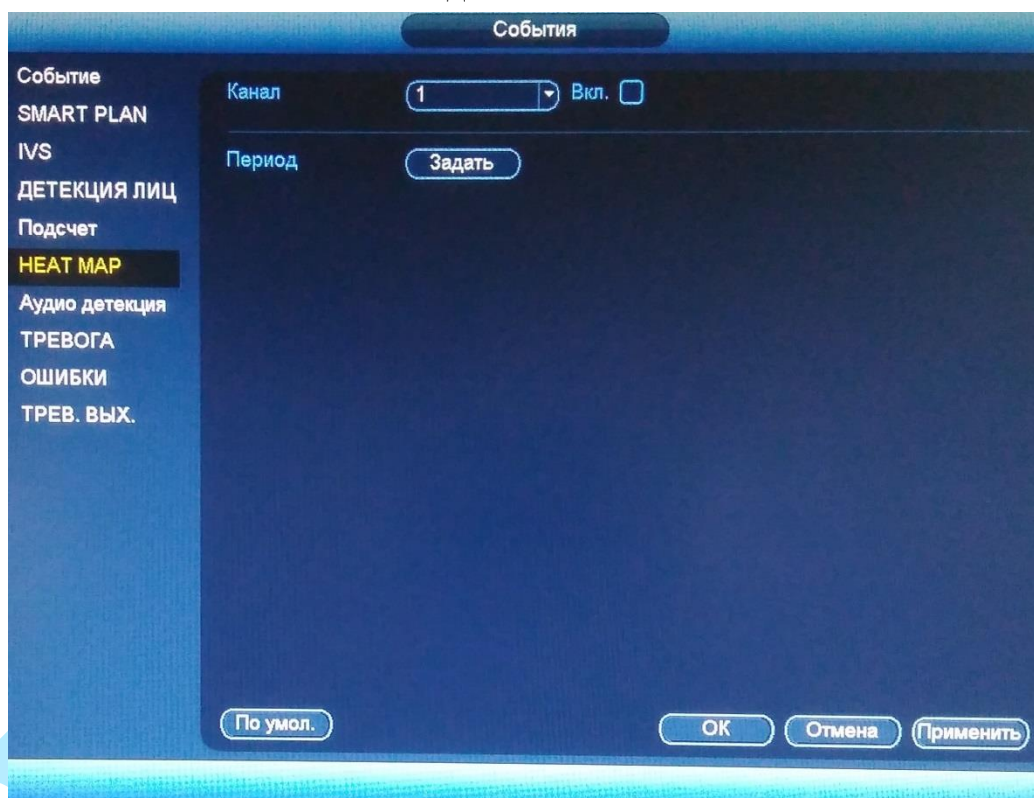 События
Событие
SMART PLAN
IVS
ДЕТЕКЦИЯ ЛИЦ
Подсчет
HEAT MAP
Аудио детекция
ТРЕВОГА
ОШИБКИ
ТРЕВ. ВЫХ.
Канал 1 Вкл.
Период Задать
По умол. OK Отмена Применить